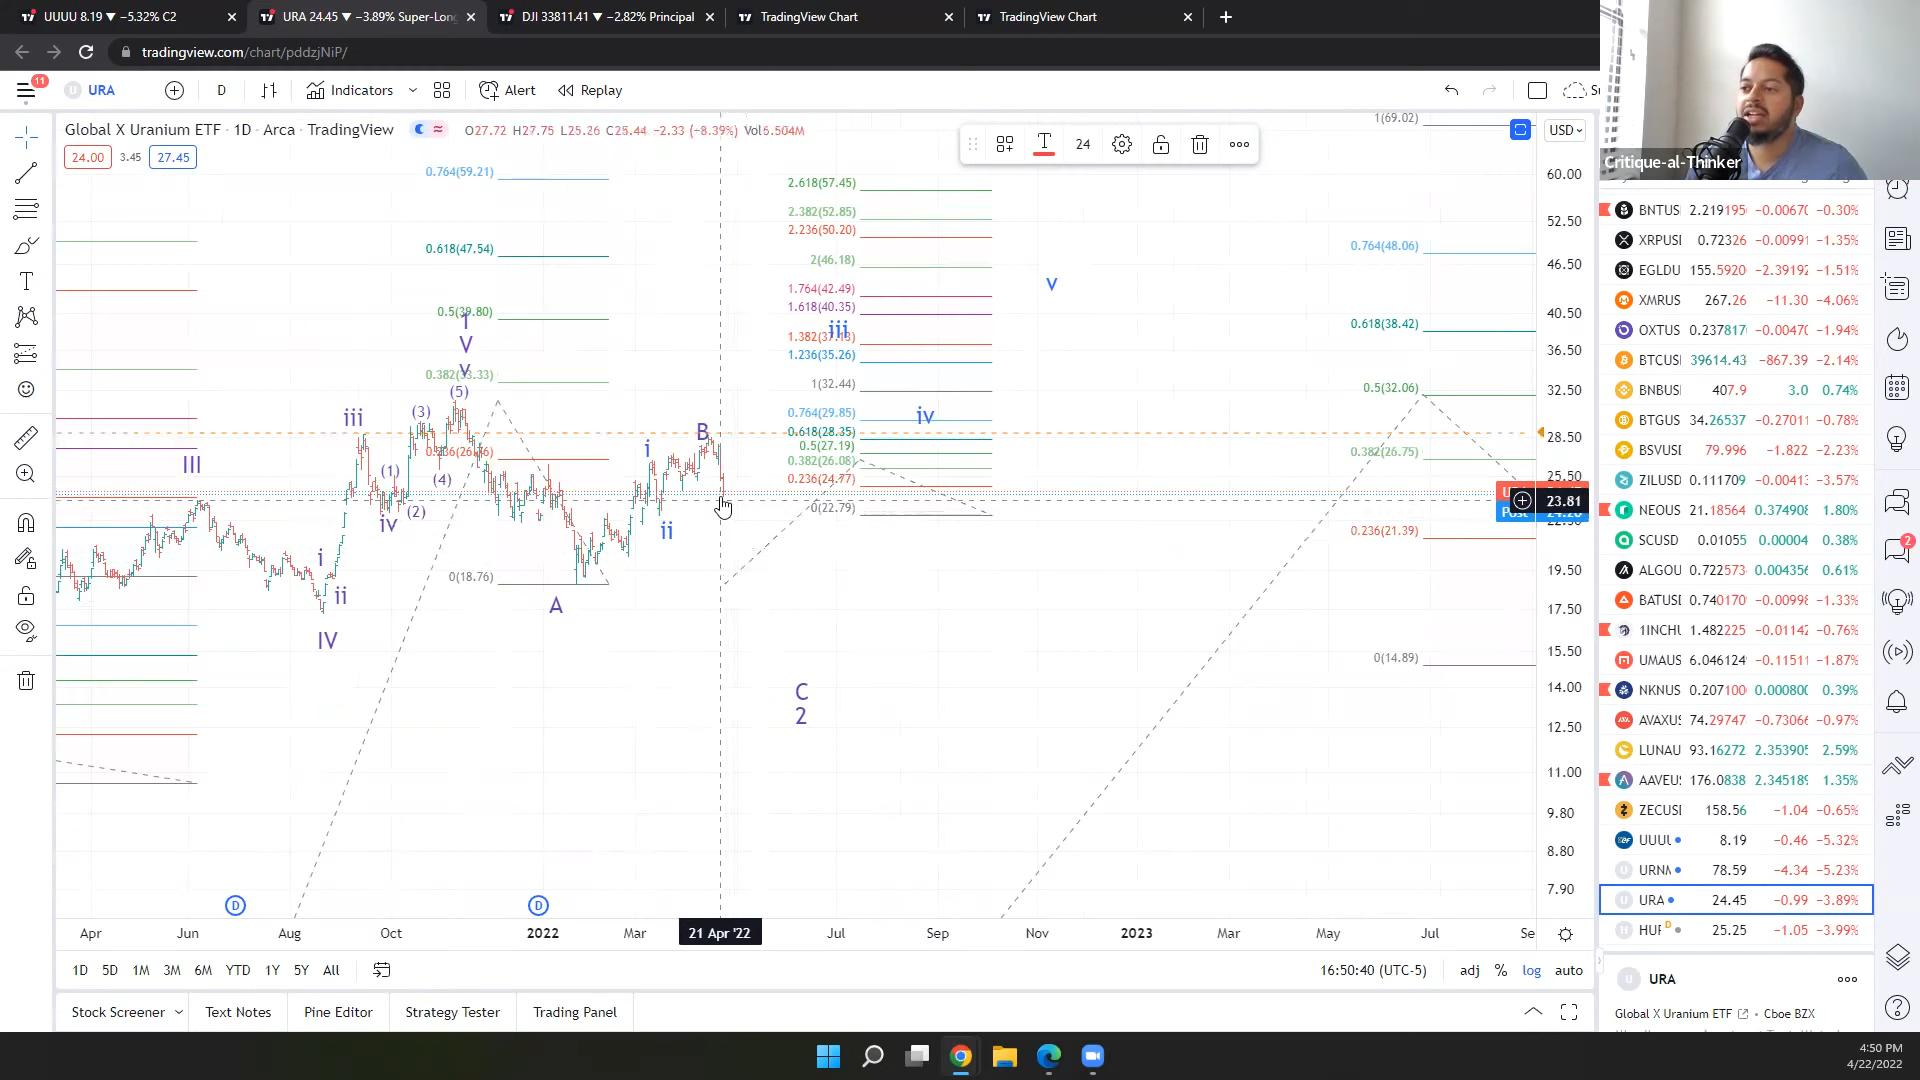 UUUU 8.19 ▼ −5.32% C2
URA 24.45 ▼ −3.89% Super-Long
DJI 33811.41 ▼ −2.82% Principal
TradingView Chart
TradingView Chart
tradingview.com/chart/pddzjNiP/
11
URA
D
Indicators
Alert
Replay
Global X Uranium ETF · 1D · Arca · TradingView
O27.72 H27.75 L25.26 C25.44 −2.33 (−8.39%) Vol6.504M
24.00 3.45 27.45
24
USD
Critique-al-Thinker
1(69.02)
0.764(59.21)
0.618(47.54)
0.5(39.80)
0.382(33.33)
0.236(26.76)
0(18.76)
2.618(57.45)
2.382(52.85)
2.236(50.20)
2(46.18)
1.764(42.49)
1.618(40.35)
1.382(37.13)
1.236(35.26)
1(32.44)
0.764(29.85)
0.618(28.35)
0.5(27.19)
0.382(26.08)
0.236(24.77)
0(22.79)
0.764(48.06)
0.618(38.42)
0.5(32.06)
0.382(26.75)
0.236(21.39)
0(14.89)
1
V
v
(5)
(3)
iii
(1)
(4)
(2)
iv
III
i
ii
IV
A
B
i
ii
iii
iv
v
C
2
60.00
52.50
46.50
40.50
36.50
32.50
28.50
25.50
23.81
22.50
19.50
17.50
15.50
14.00
12.50
11.00
9.80
8.80
7.90
D
D
Apr Jun Aug Oct 2022 Mar 21 Apr '22 Jul Sep Nov 2023 Mar May Jul Se
1D 5D 1M 3M 6M YTD 1Y 5Y All
16:50:40 (UTC-5) adj % log auto
Stock Screener Text Notes Pine Editor Strategy Tester Trading Panel
BNTUS 2.219195 −0.00670 −0.30%
XRPUSI 0.72326 −0.00991 −1.35%
EGLDU 155.5920 −2.39192 −1.51%
XMRUS 267.26 −11.30 −4.06%
OXTUS 0.237817 −0.00470 −1.94%
BTCUS 39614.43 −867.39 −2.14%
BNBUS 407.9 3.0 0.74%
BTGUS 34.26537 −0.27011 −0.78%
BSVUS 79.996 −1.822 −2.23%
ZILUSD 0.111709 −0.00413 −3.57%
NEOUS 21.18564 0.374908 1.80%
SCUSD 0.01055 0.00004 0.38%
ALGOU 0.722573 0.004356 0.61%
BATUSI 0.740170 −0.00998 −1.33%
1INCHU 1.482225 −0.01142 −0.76%
UMAUS 6.046124 −0.11511 −1.87%
NKNUS 0.207100 0.000800 0.39%
AVAXUS 74.29747 −0.73066 −0.97%
LUNAU 93.16272 2.353905 2.59%
AAVEUS 176.0838 2.345189 1.35%
ZECUSI 158.56 −1.04 −0.65%
UUUU 8.19 −0.46 −5.32%
URNM 78.59 −4.34 −5.23%
URA 24.45 −0.99 −3.89%
HUF D 25.25 −1.05 −3.99%
2
URA
Global X Uranium ETF • Cboe BZX
4:50 PM
4/22/2022